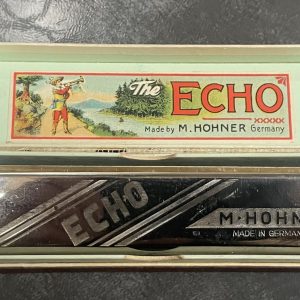 The ECHO
XXXXX
Made by M. HOHNER Germany
ECHO
M·HOHN
MADE IN GERMAN